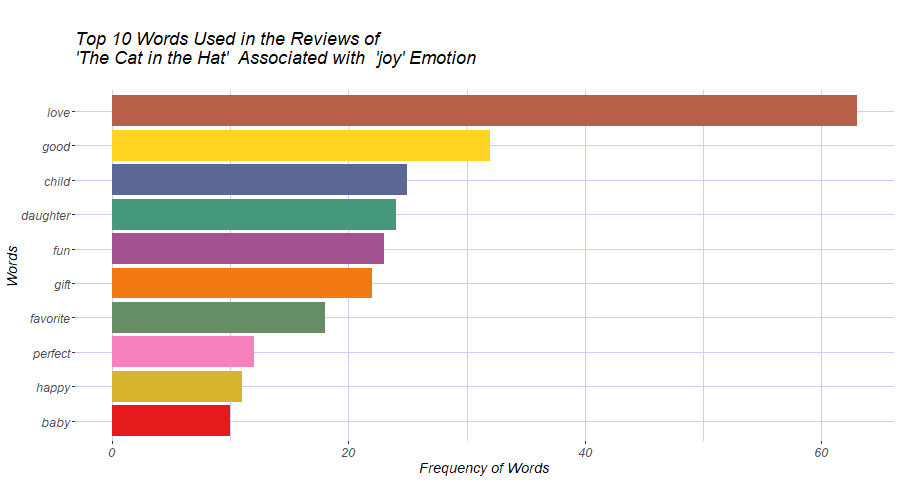 Top 10 Words Used in the Reviews of
'The Cat in the Hat'  Associated with  'joy' Emotion
love
good
child
daughter
fun
gift
favorite
perfect
happy
baby
Words
0 20 40 60
Frequency of Words